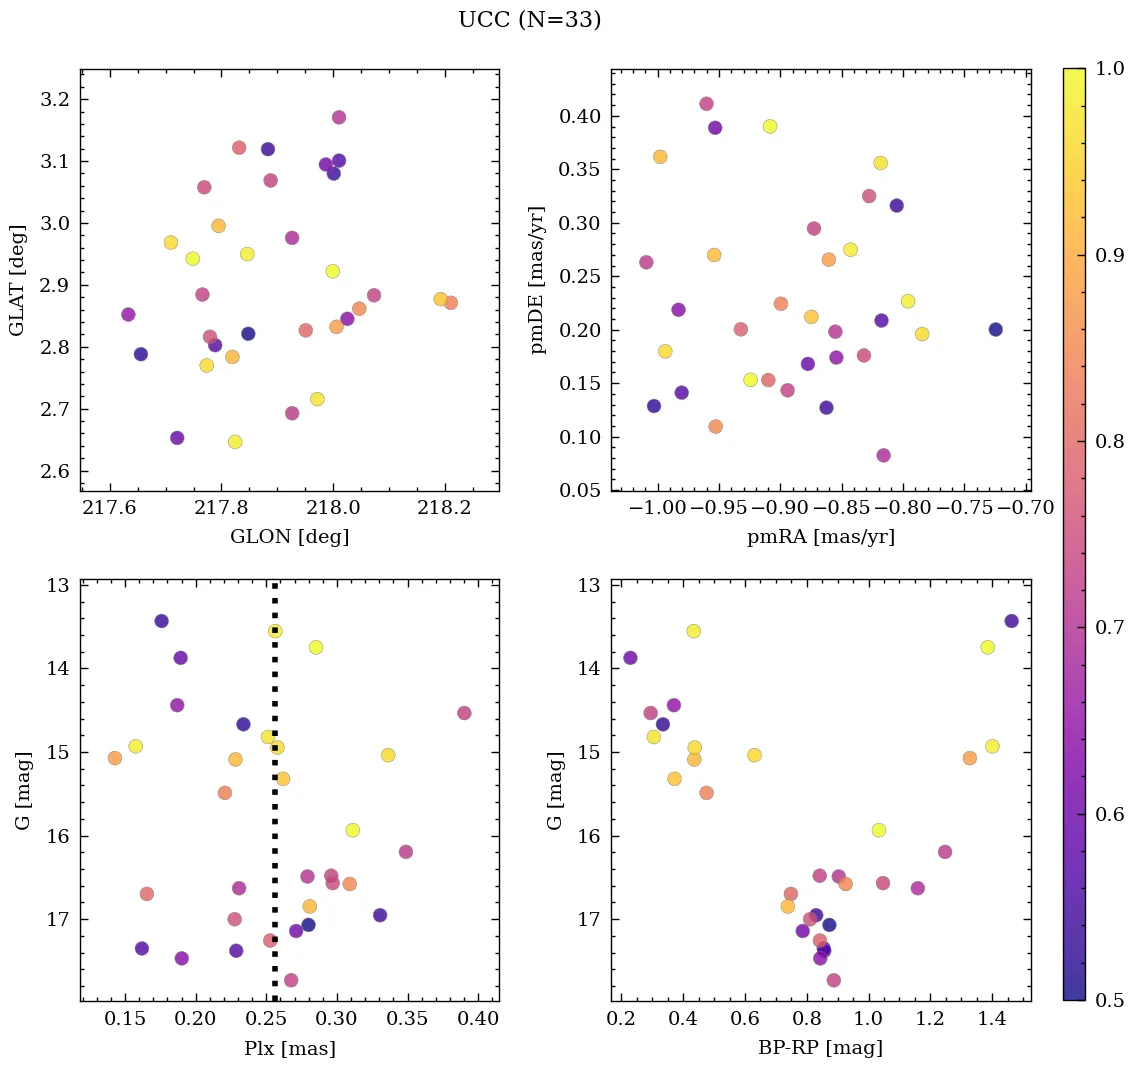 UCC (N=33)
3.2
3.1
3.0
2.9
2.8
2.7
2.6
GLAT [deg]
217.6 217.8 218.0 218.2
GLON [deg]
0.40
0.35
0.30
0.25
0.20
0.15
0.10
0.05
pmDE [mas/yr]
−1.00 −0.95 −0.90 −0.85 −0.80 −0.75 −0.70
pmRA [mas/yr]
13
14
15
16
17
G [mag]
0.15 0.20 0.25 0.30 0.35 0.40
Plx [mas]
13
14
15
16
17
G [mag]
0.2 0.4 0.6 0.8 1.0 1.2 1.4
BP-RP [mag]
1.0
0.9
0.8
0.7
0.6
0.5